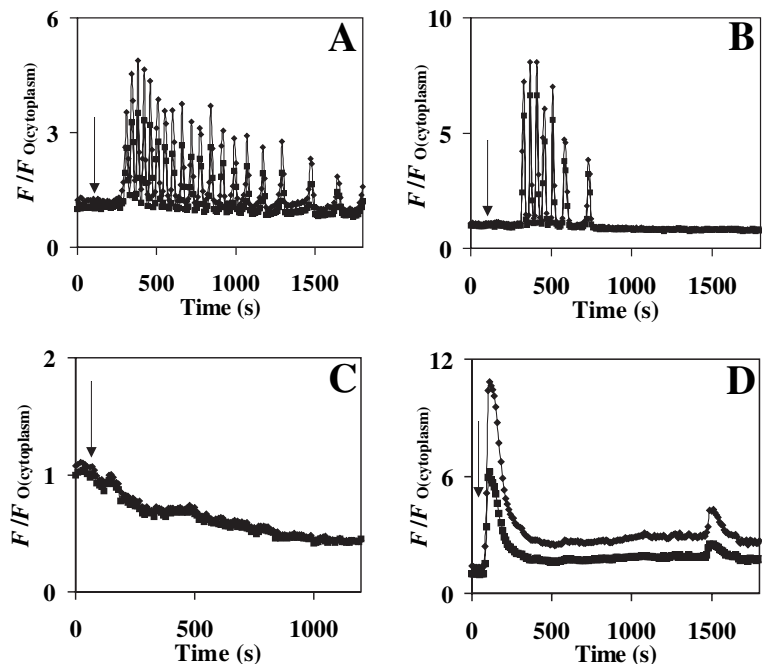 A
F/F O(cytoplasm)
6
3
0
0 500 1000 1500
Time (s)
B
F/F O(cytoplasm)
10
5
0
0 500 1000 1500
Time (s)
C
F/F O(cytoplasm)
2
1
0
0 500 1000
Time (s)
D
F/F O(cytoplasm)
12
6
0
0 500 1000 1500
Time (s)